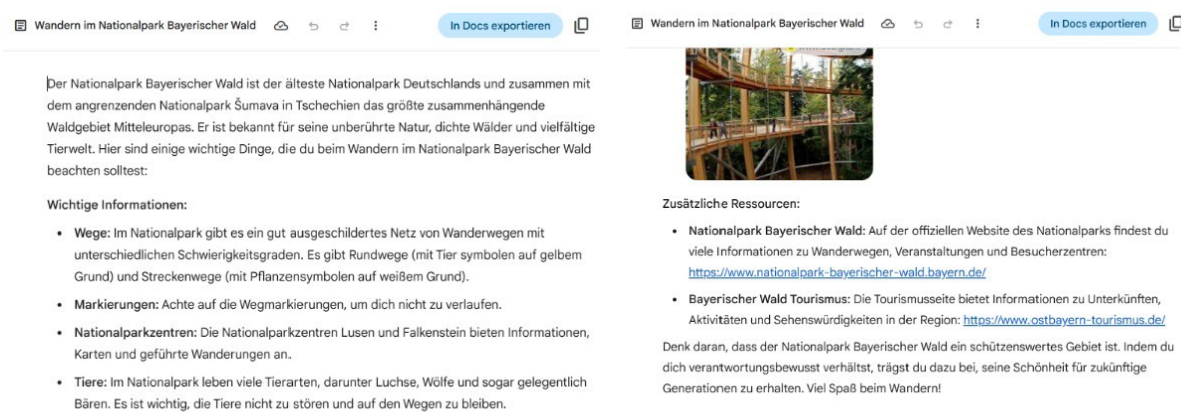 Wandern im Nationalpark Bayerischer Wald
In Docs exportieren
Der Nationalpark Bayerischer Wald ist der älteste Nationalpark Deutschlands und zusammen mit
dem angrenzenden Nationalpark Šumava in Tschechien das größte zusammenhängende
Waldgebiet Mitteleuropas. Er ist bekannt für seine unberührte Natur, dichte Wälder und vielfältige
Tierwelt. Hier sind einige wichtige Dinge, die du beim Wandern im Nationalpark Bayerischer Wald
beachten solltest:
Wichtige Informationen:
• Wege: Im Nationalpark gibt es ein gut ausgeschildertes Netz von Wanderwegen mit
unterschiedlichen Schwierigkeitsgraden. Es gibt Rundwege (mit Tier symbolen auf gelbem
Grund) und Streckenwege (mit Pflanzensymbolen auf weißem Grund).
• Markierungen: Achte auf die Wegmarkierungen, um dich nicht zu verlaufen.
• Nationalparkzentren: Die Nationalparkzentren Lusen und Falkenstein bieten Informationen,
Karten und geführte Wanderungen an.
• Tiere: Im Nationalpark leben viele Tierarten, darunter Luchse, Wölfe und sogar gelegentlich
Bären. Es ist wichtig, die Tiere nicht zu stören und auf den Wegen zu bleiben.
Wandern im Nationalpark Bayerischer Wald
In Docs exportieren
Zusätzliche Ressourcen:
• Nationalpark Bayerischer Wald: Auf der offiziellen Website des Nationalparks findest du
viele Informationen zu Wanderwegen, Veranstaltungen und Besucherzentren:
https://www.nationalpark-bayerischer-wald.bayern.de/
• Bayerischer Wald Tourismus: Die Tourismusseite bietet Informationen zu Unterkünften,
Aktivitäten und Sehenswürdigkeiten in der Region: https://www.ostbayern-tourismus.de/
Denk daran, dass der Nationalpark Bayerischer Wald ein schützenswertes Gebiet ist. Indem du
dich verantwortungsbewusst verhältst, trägst du dazu bei, seine Schönheit für zukünftige
Generationen zu erhalten. Viel Spaß beim Wandern!